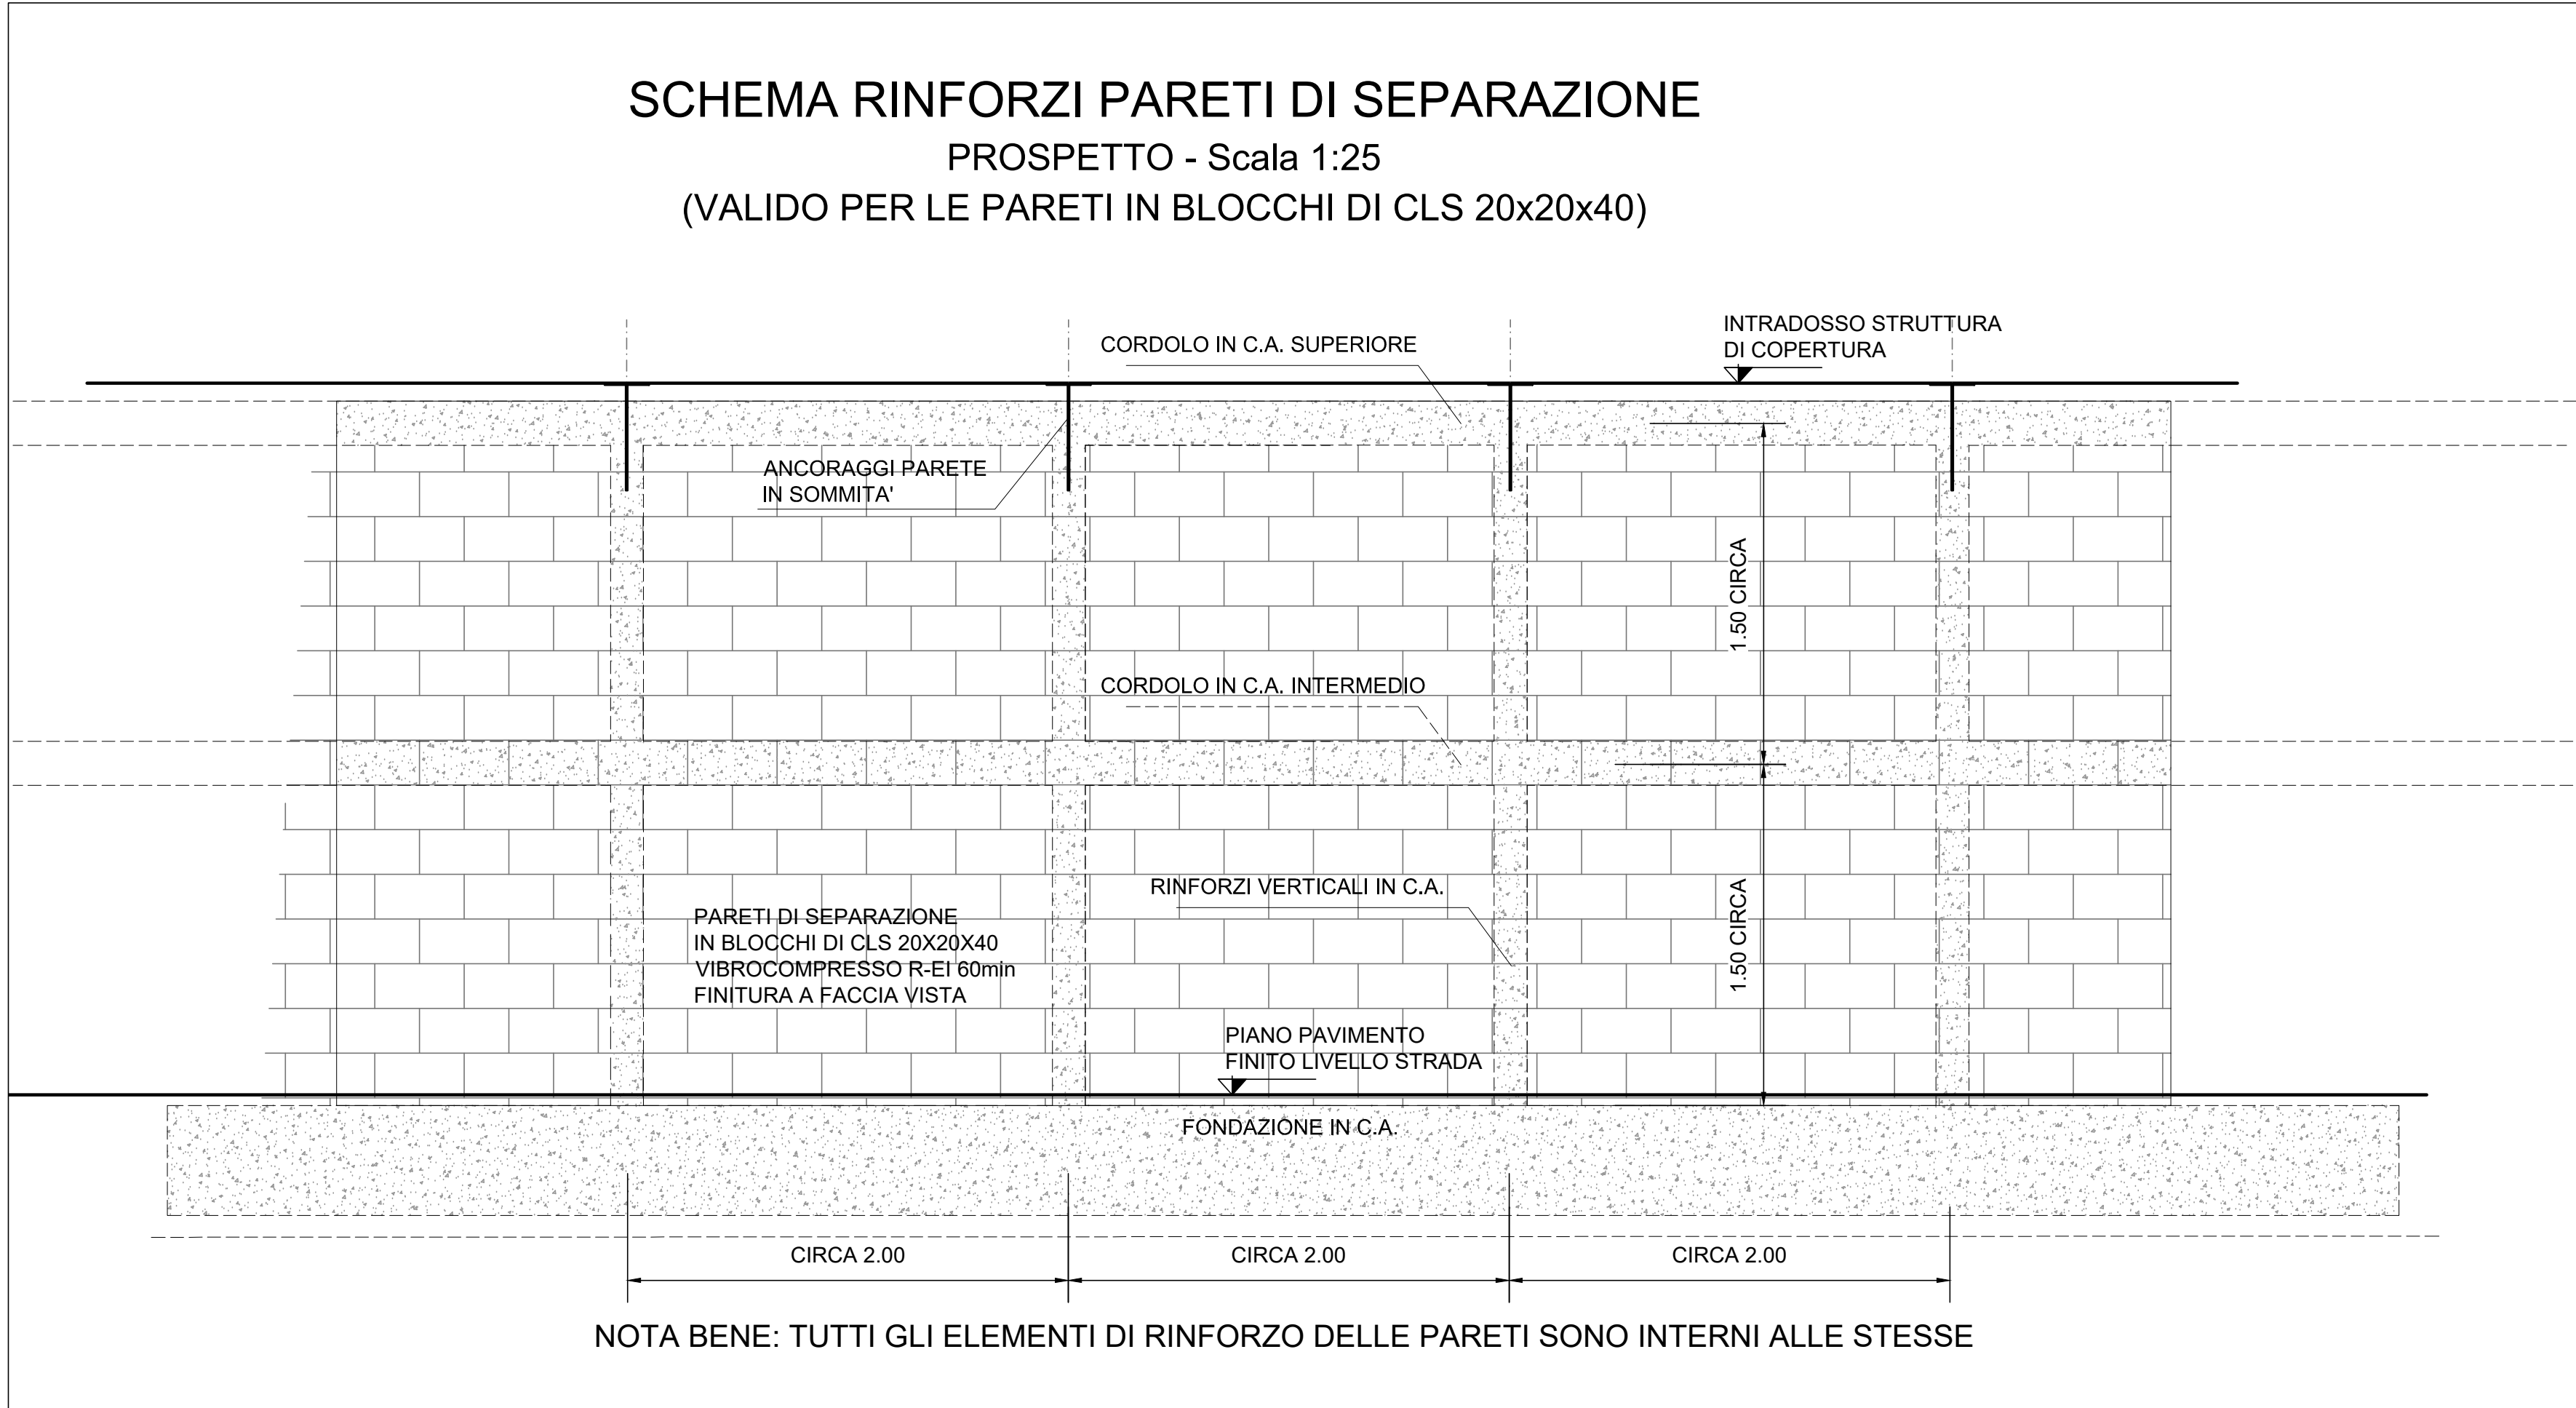 SCHEMA RINFORZI PARETI DI SEPARAZIONE
PROSPETTO - Scala 1:25
(VALIDO PER LE PARETI IN BLOCCHI DI CLS 20x20x40)
INTRADOSSO STRUTTURA
DI COPERTURA
CORDOLO IN C.A. SUPERIORE
ANCORAGGI PARETE
IN SOMMITA'
1.50 CIRCA
CORDOLO IN C.A. INTERMEDIO
RINFORZI VERTICALI IN C.A.
1.50 CIRCA
PARETI DI SEPARAZIONE
IN BLOCCHI DI CLS 20X20X40
VIBROCOMPRESSO R-EI 60min
FINITURA A FACCIA VISTA
PIANO PAVIMENTO
FINITO LIVELLO STRADA
FONDAZIONE IN C.A.
CIRCA 2.00
CIRCA 2.00
CIRCA 2.00
NOTA BENE: TUTTI GLI ELEMENTI DI RINFORZO DELLE PARETI SONO INTERNI ALLE STESSE